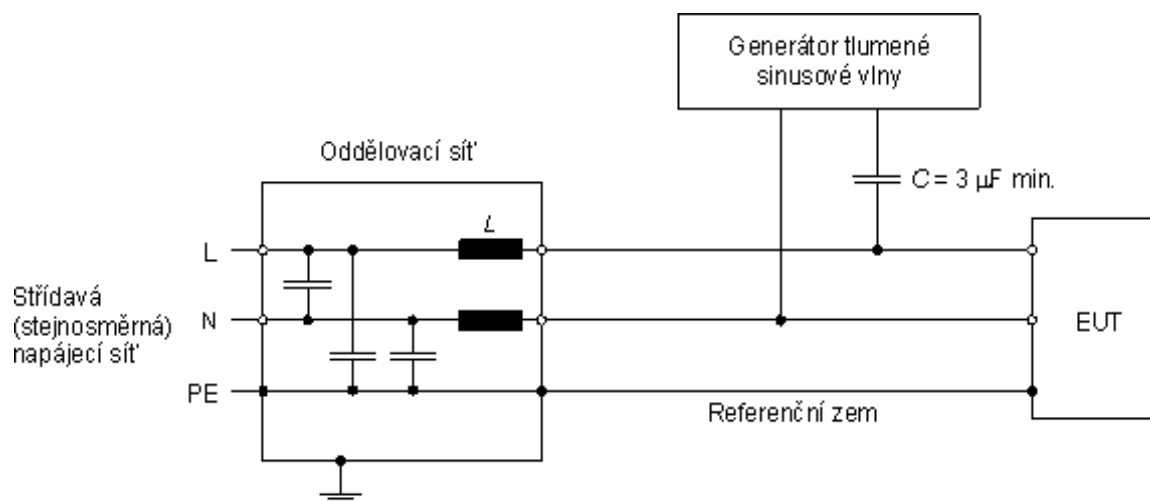 Generátor tlumené
sinusové vlny
Oddělovací síť
C = 3 µF min.
L
L
Střídavá
(stejnosměrná)
napájecí síť
N
EUT
PE
Referenční zem